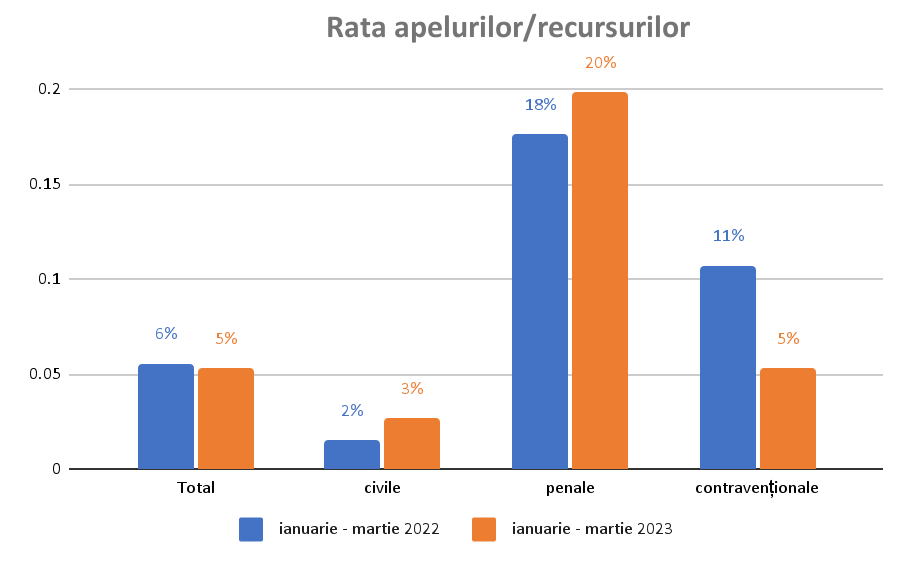 Rata apelurilor/recursurilor
0.2
0.15
0.1
0.05
0
6%
5%
2%
3%
18%
20%
11%
5%
Total
civile
penale
contravenționale
ianuarie - martie 2022
ianuarie - martie 2023